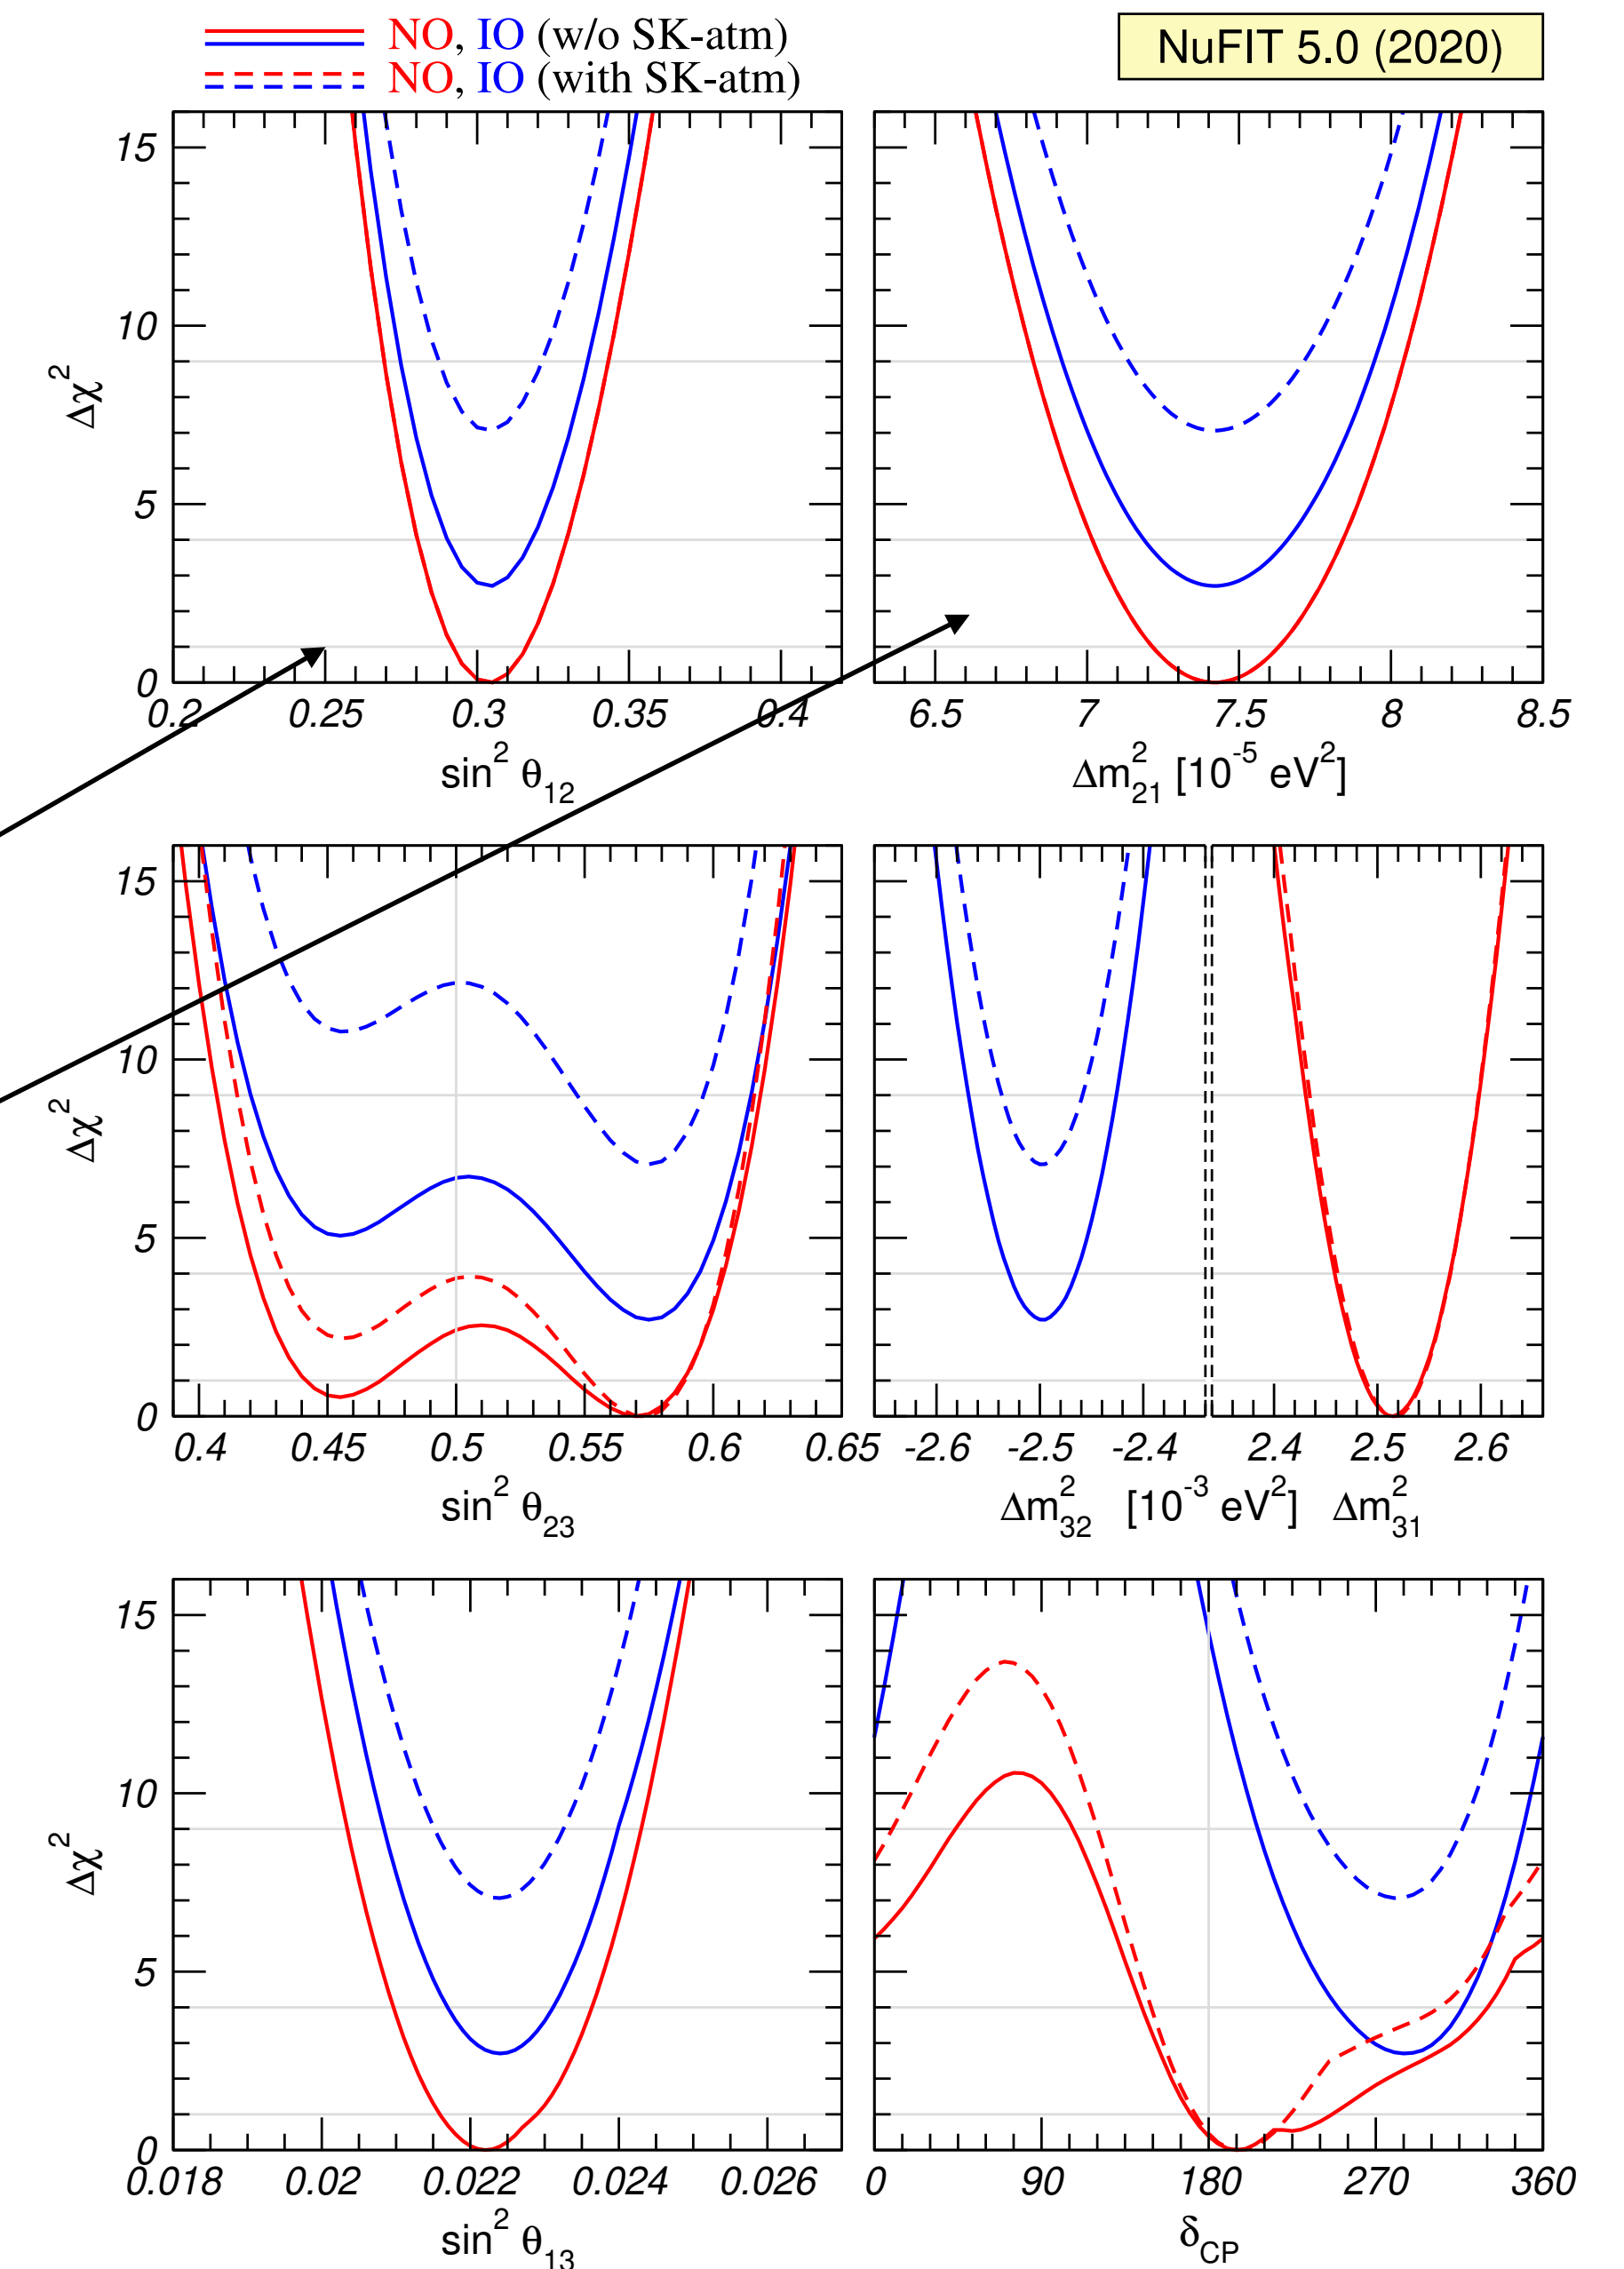 NO, IO (w/o SK-atm)
NO, IO (with SK-atm)
NuFIT 5.0 (2020)
15
10
5
0
Δχ²
0.2 0.25 0.3 0.35 0.4
sin² θ₁₂
6.5 7 7.5 8 8.5
Δm²₂₁ [10⁻⁵ eV²]
15
10
5
0
Δχ²
0.4 0.45 0.5 0.55 0.6 0.65
sin² θ₂₃
-2.6 -2.5 -2.4 2.4 2.5 2.6
Δm²₃₂ [10⁻³ eV²] Δm²₃₁
15
10
5
0
Δχ²
0.018 0.02 0.022 0.024 0.026
sin² θ₁₃
0 90 180 270 360
δCP